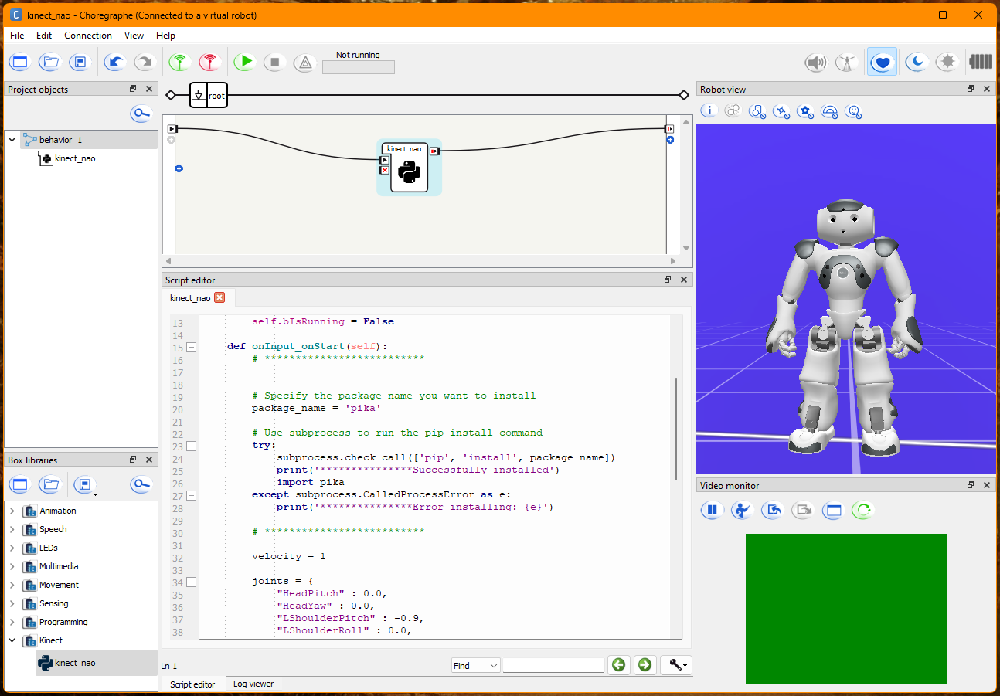 kinect_nao - Choregraphe (Connected to a virtual robot)
File Edit Connection View Help
Not running
Project objects
behavior_1
kinect_nao
Box libraries
Animation
Speech
LEDs
Multimedia
Movement
Sensing
Programming
Kinect
kinect_nao
root
kinect nao
Script editor
kinect_nao
13 self.bIsRunning = False
14
15 def onInput_onStart(self):
16 # **************************
17
18
19 # Specify the package name you want to install
20 package_name = 'pika'
21
22 # Use subprocess to run the pip install command
23 try:
24 subprocess.check_call(['pip', 'install', package_name])
25 print('***************Successfully installed')
26 import pika
27 except subprocess.CalledProcessError as e:
28 print('***************Error installing: {e}')
29
30 # **************************
31
32 velocity = 1
33
34 joints = {
35 "HeadPitch" : 0.0,
36 "HeadYaw" : 0.0,
37 "LShoulderPitch" : -0.9,
38 "LShoulderRoll" : 0.0,
Ln 1
Find
Script editor Log viewer
Robot view
Video monitor